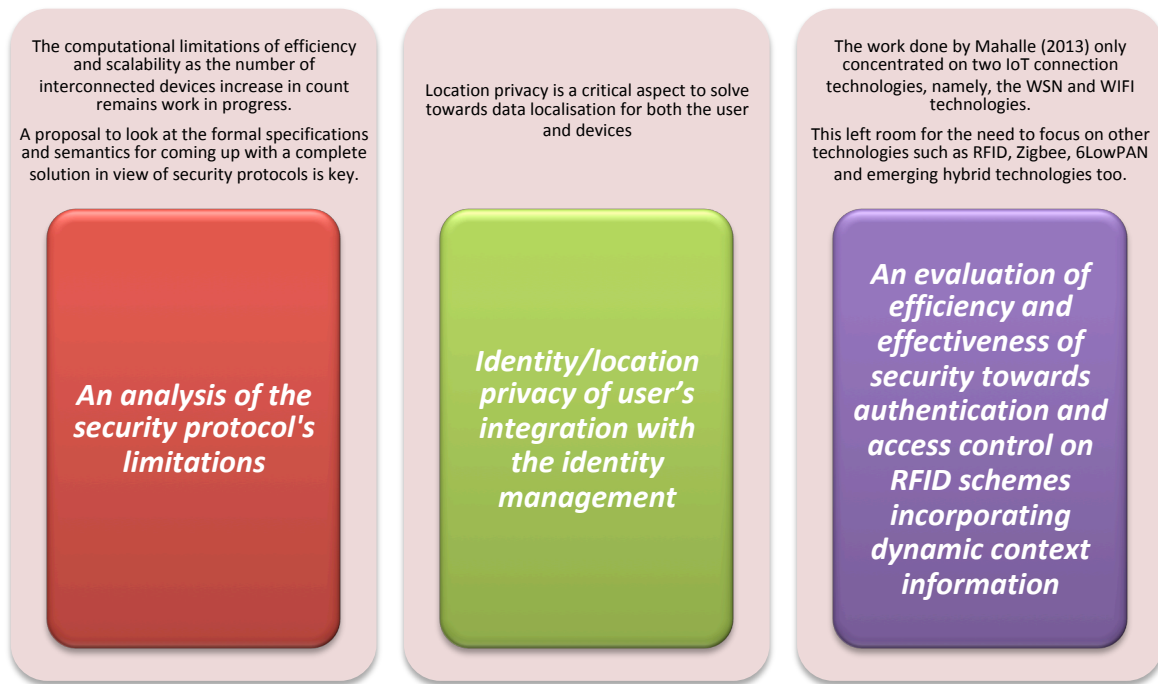 The computational limitations of efficiency
and scalability as the number of
interconnected devices increase in count
remains work in progress.
A proposal to look at the formal specifications
and semantics for coming up with a complete
solution in view of security protocols is key.
An analysis of the
security protocol's
limitations
Location privacy is a critical aspect to solve
towards data localisation for both the user
and devices
Identity/location
privacy of user’s
integration with
the identity
management
The work done by Mahalle (2013) only
concentrated on two IoT connection
technologies, namely, the WSN and WIFI
technologies.
This left room for the need to focus on other
technologies such as RFID, Zigbee, 6LowPAN
and emerging hybrid technologies too.
An evaluation of
efficiency and
effectiveness of
security towards
authentication and
access control on
RFID schemes
incorporating
dynamic context
information